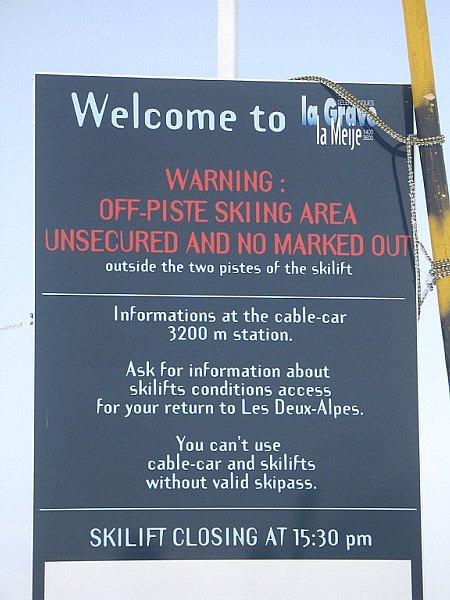 Welcome to la Grave
TELEPHERIQUES
la Meije
3400
3600
WARNING :
OFF-PISTE SKIING AREA
UNSECURED AND NO MARKED OUT
outside the two pistes of the skilift
Informations at the cable-car
3200 m station.
Ask for information about
skilifts conditions access
for your return to Les Deux-Alpes.
You can't use
cable-car and skilifts
without valid skipass.
SKILIFT CLOSING AT 15:30 pm